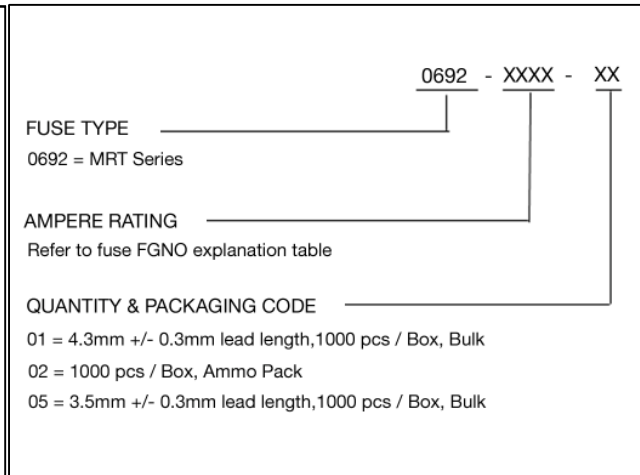 0692 - XXXX - XX
FUSE TYPE
0692 = MRT Series
AMPERE RATING
Refer to fuse FGNO explanation table
QUANTITY & PACKAGING CODE
01 = 4.3mm +/- 0.3mm lead length,1000 pcs / Box, Bulk
02 = 1000 pcs / Box, Ammo Pack
05 = 3.5mm +/- 0.3mm lead length,1000 pcs / Box, Bulk